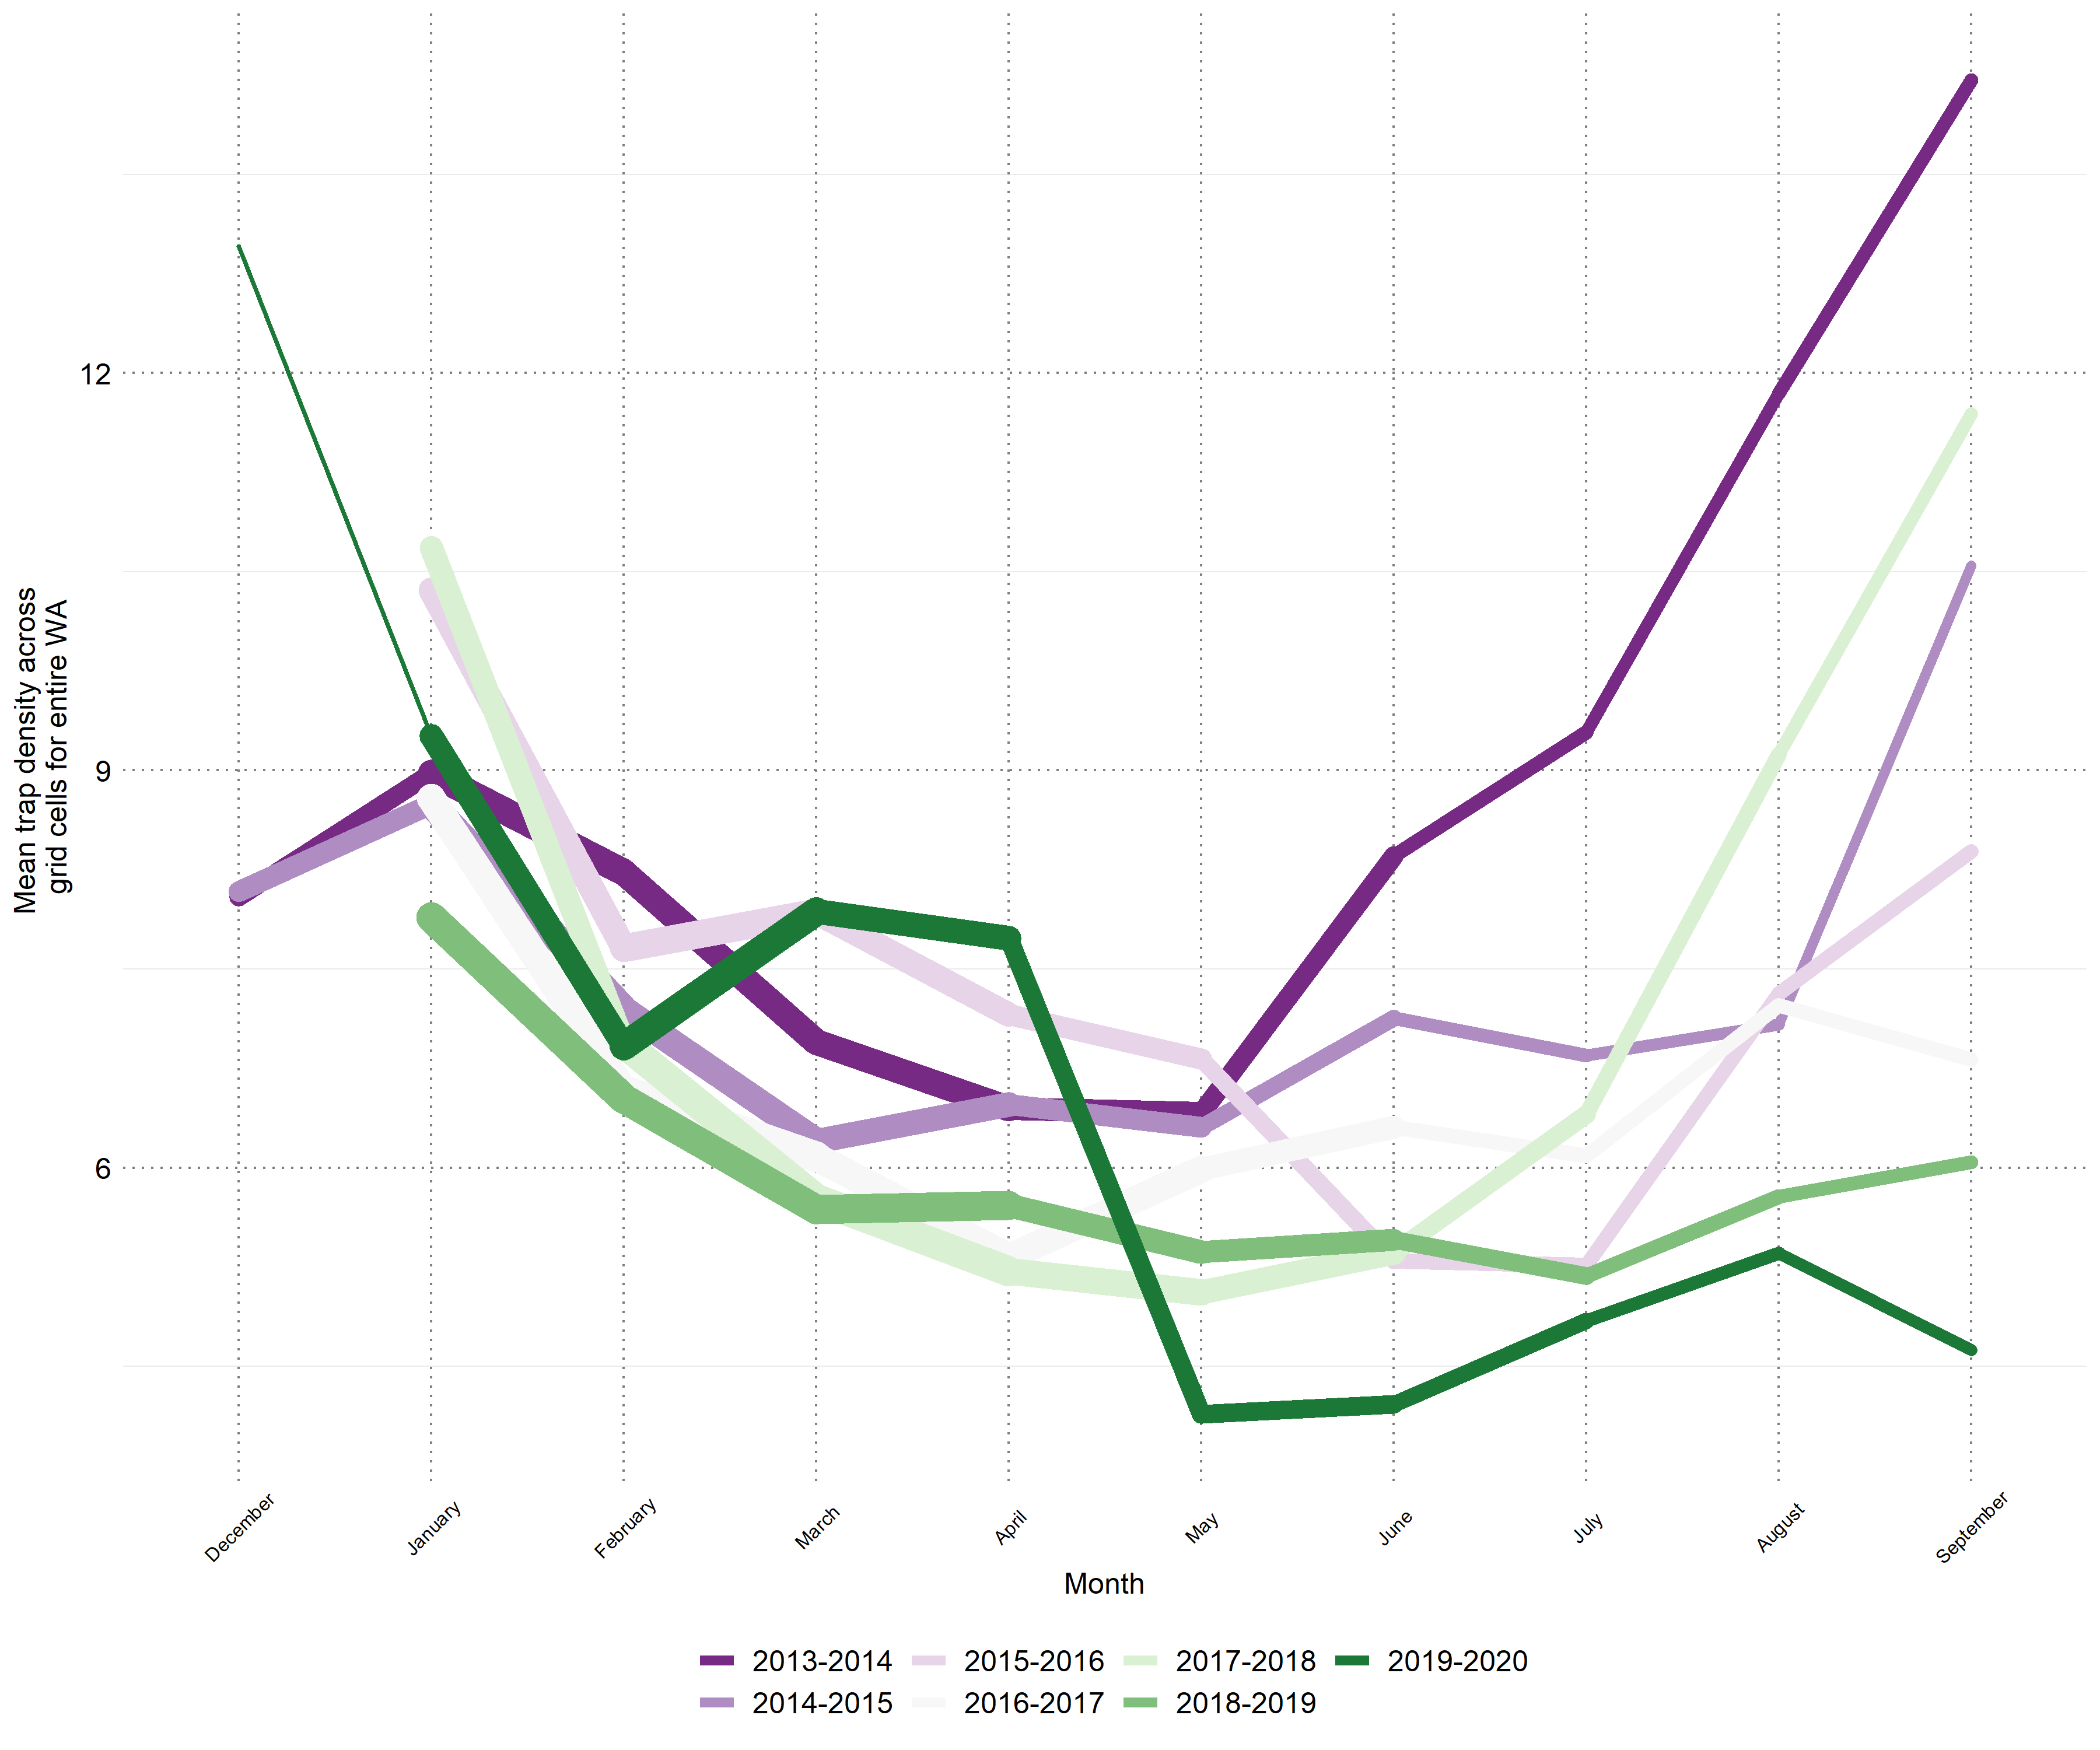 12
9
6
Mean trap density across
grid cells for entire WA
December
January
February
March
April
May
June
July
August
September
Month
2013-2014 2015-2016 2017-2018 2019-2020
2014-2015 2016-2017 2018-2019